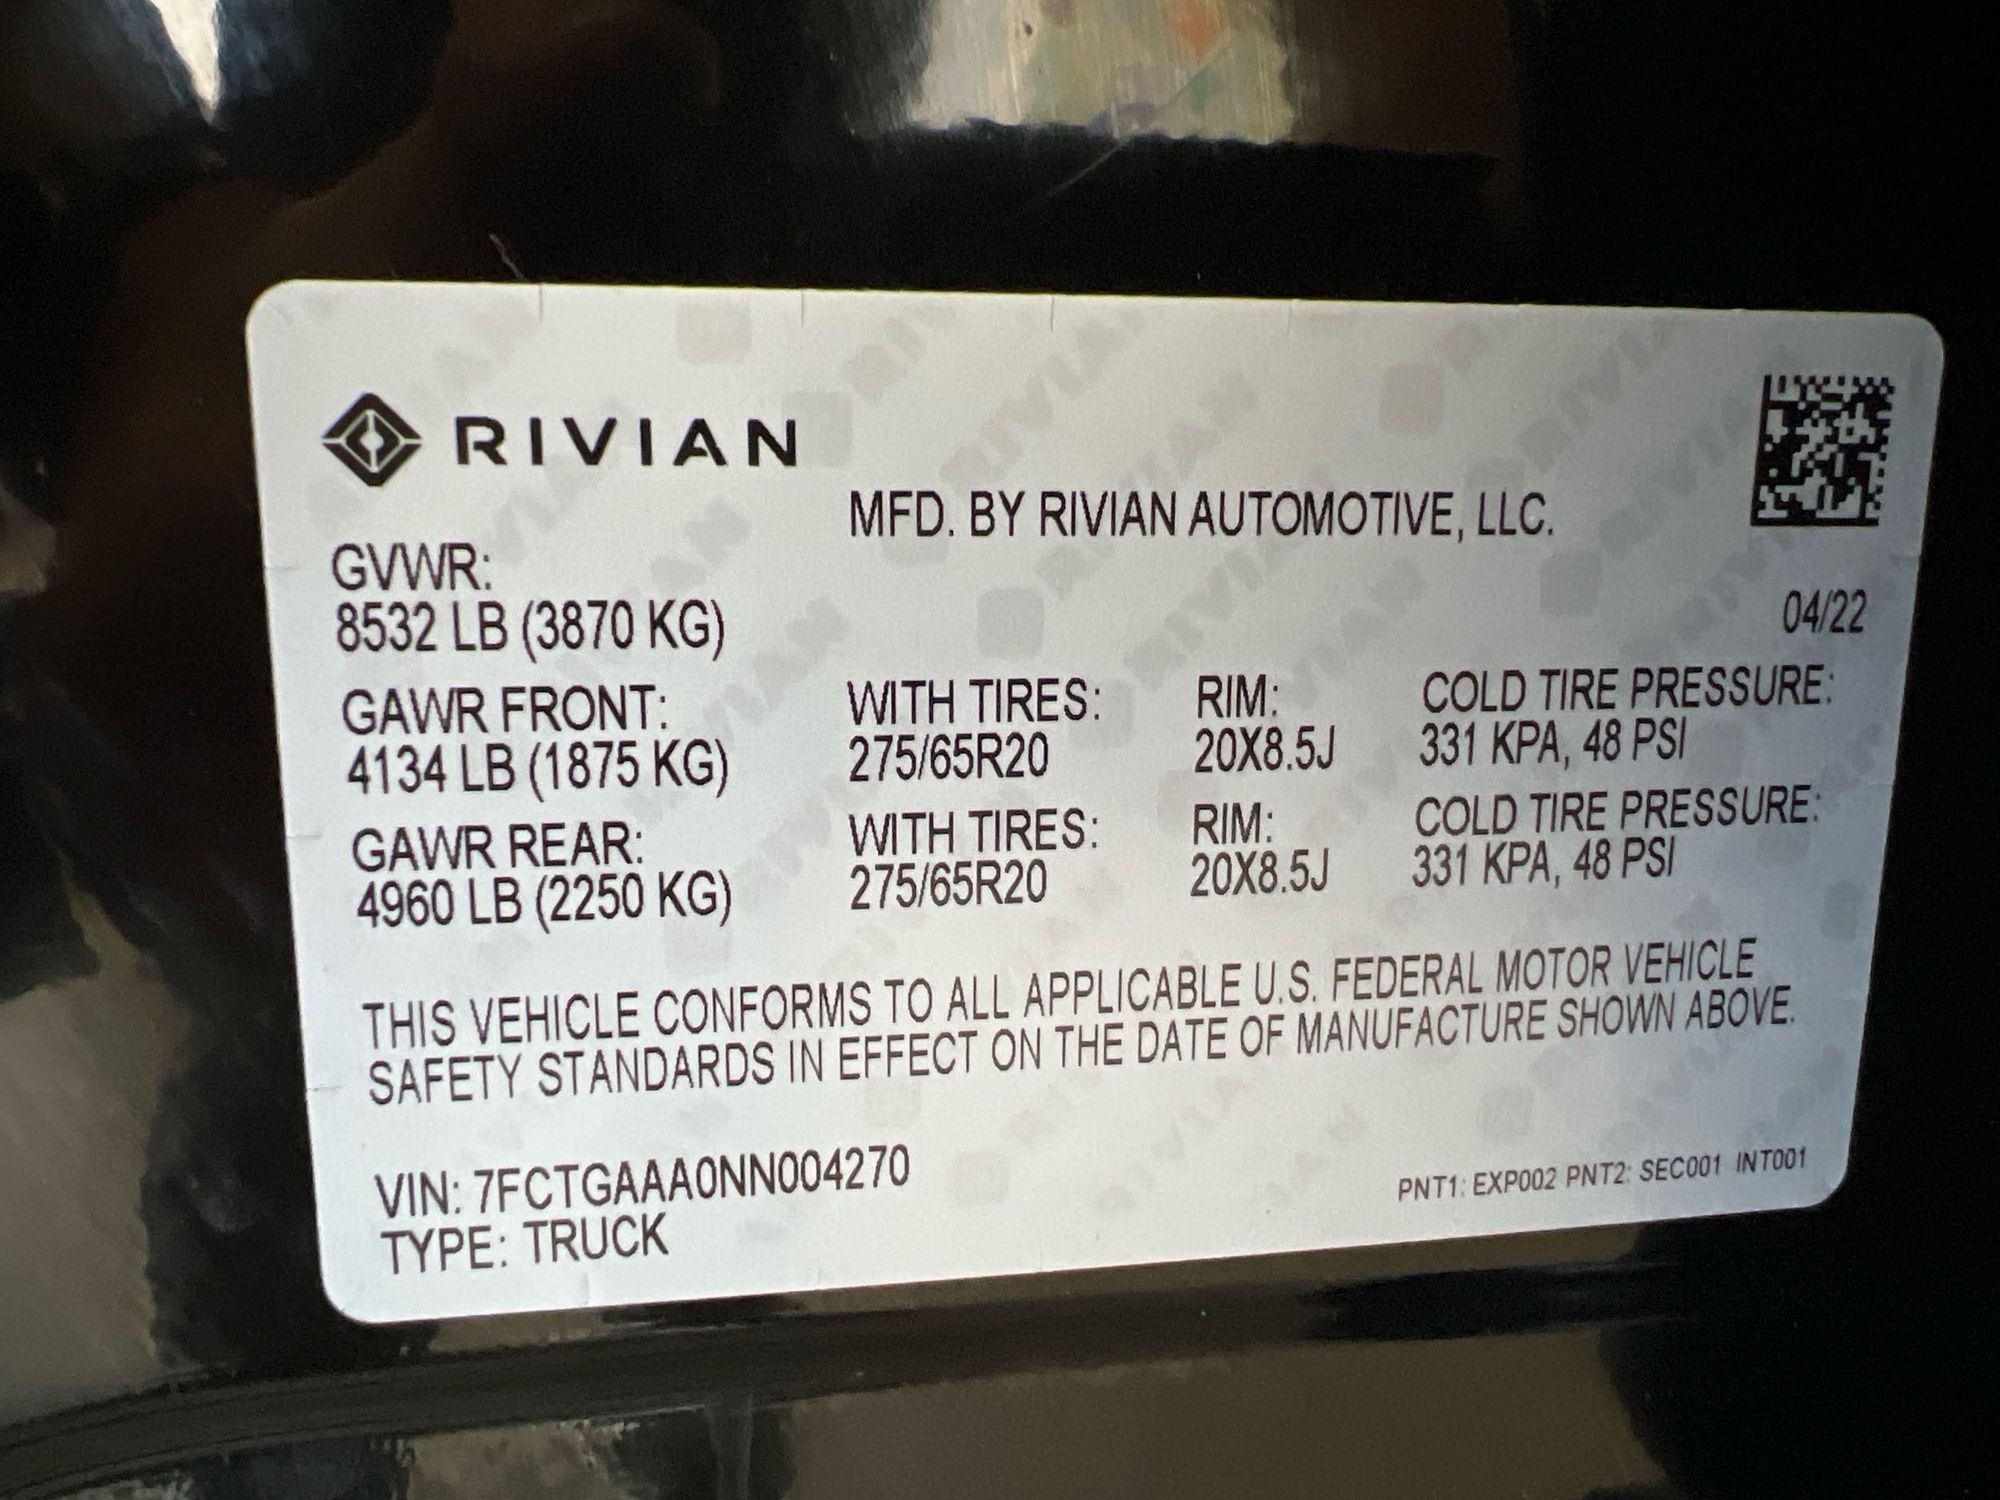 RIVIAN
MFD. BY RIVIAN AUTOMOTIVE, LLC.
GVWR:
8532 LB (3870 KG)
04/22
GAWR FRONT: WITH TIRES: RIM: COLD TIRE PRESSURE:
4134 LB (1875 KG) 275/65R20 20X8.5J 331 KPA, 48 PSI
GAWR REAR: WITH TIRES: RIM: COLD TIRE PRESSURE:
4960 LB (2250 KG) 275/65R20 20X8.5J 331 KPA, 48 PSI
THIS VEHICLE CONFORMS TO ALL APPLICABLE U.S. FEDERAL MOTOR VEHICLE
SAFETY STANDARDS IN EFFECT ON THE DATE OF MANUFACTURE SHOWN ABOVE.
VIN: 7FCTGAAA0NN004270
TYPE: TRUCK
PNT1: EXP002 PNT2: SEC001 INT001